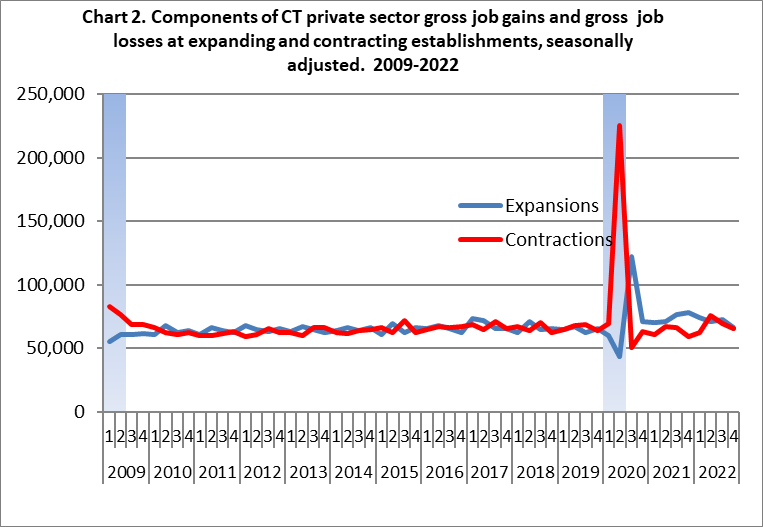 Chart 2. Components of CT private sector gross job gains and gross job
losses at expanding and contracting establishments, seasonally
adjusted. 2009-2022
250,000
200,000
150,000
100,000
50,000
0
Expansions
Contractions
1 2 3 4 1 2 3 4 1 2 3 4 1 2 3 4 1 2 3 4 1 2 3 4 1 2 3 4 1 2 3 4 1 2 3 4 1 2 3 4 1 2 3 4 1 2 3 4 1 2 3 4 1 2 3 4
2009 2010 2011 2012 2013 2014 2015 2016 2017 2018 2019 2020 2021 2022